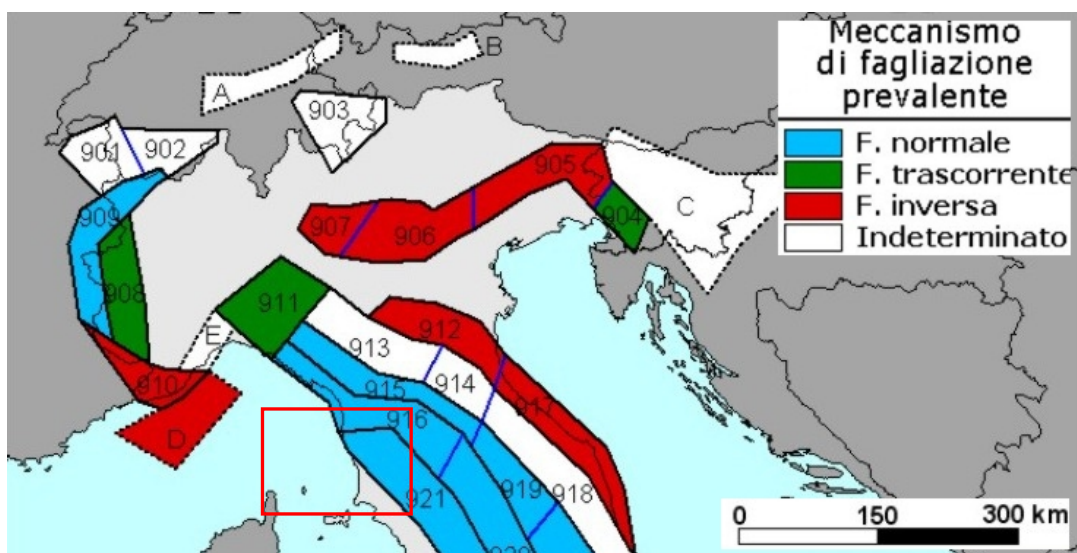 Meccanismo
di fagliazione
prevalente
F. normale
F. trascorrente
F. inversa
Indeterminato
A
B
903
901
902
905
C
904
909
907
906
908
911
E
912
913
910
914
915
917
916
D
921
919
918
920
0 150 300 km